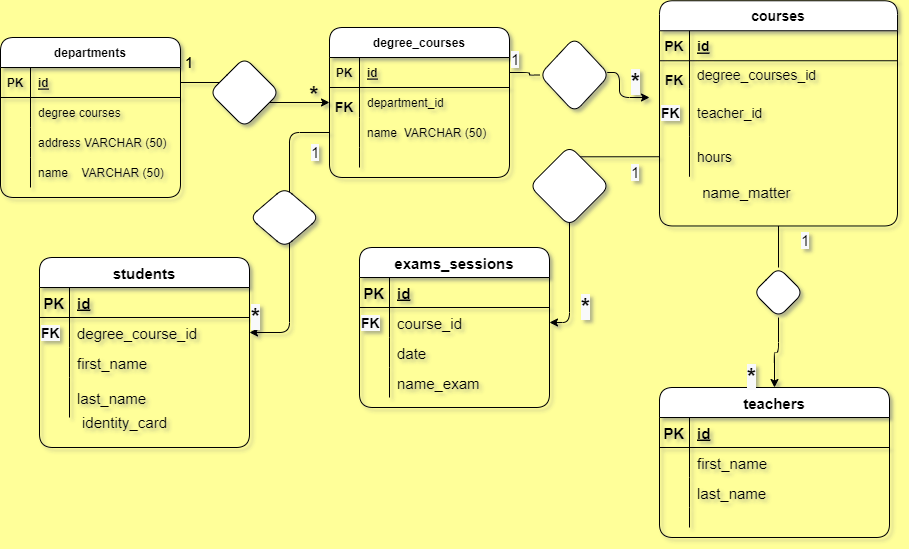 departments
PK id
degree courses
address VARCHAR (50)
name VARCHAR (50)
1
*
degree_courses
PK id
FK department_id
name VARCHAR (50)
1
*
1
*
courses
PK id
FK degree_courses_id
FK teacher_id
hours
name_matter
1
*
1
*
students
PK id
FK degree_course_id
first_name
last_name
identity_card
exams_sessions
PK id
FK course_id
date
name_exam
teachers
PK id
first_name
last_name